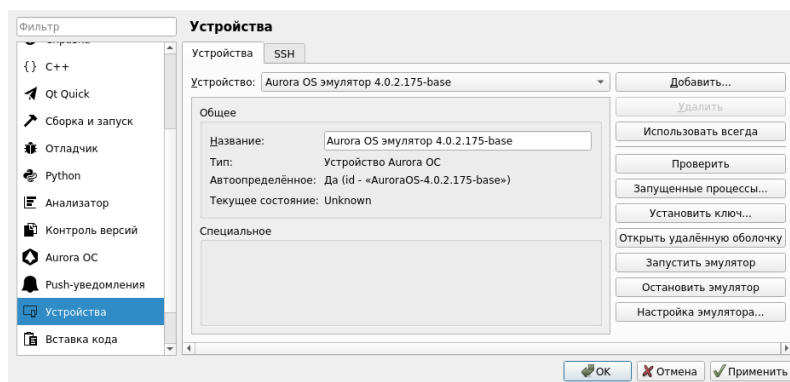 Фильтр
Устройства
{} C++
Qt Quick
Сборка и запуск
Отладчик
Python
Анализатор
Контроль версий
Aurora ОС
Push-уведомления
Устройства
Вставка кода
Устройства SSH
Устройство: Aurora OS эмулятор 4.0.2.175-base
Общее
Название: Aurora OS эмулятор 4.0.2.175-base
Тип: Устройство Aurora ОС
Автоопределённое: Да (id - «AuroraOS-4.0.2.175-base»)
Текущее состояние: Unknown
Специальное
Добавить...
Удалить
Использовать всегда
Проверить
Запущенные процессы...
Установить ключ...
Открыть удалённую оболочку
Запустить эмулятор
Остановить эмулятор
Настройка эмулятора...
ОК Отмена Применить